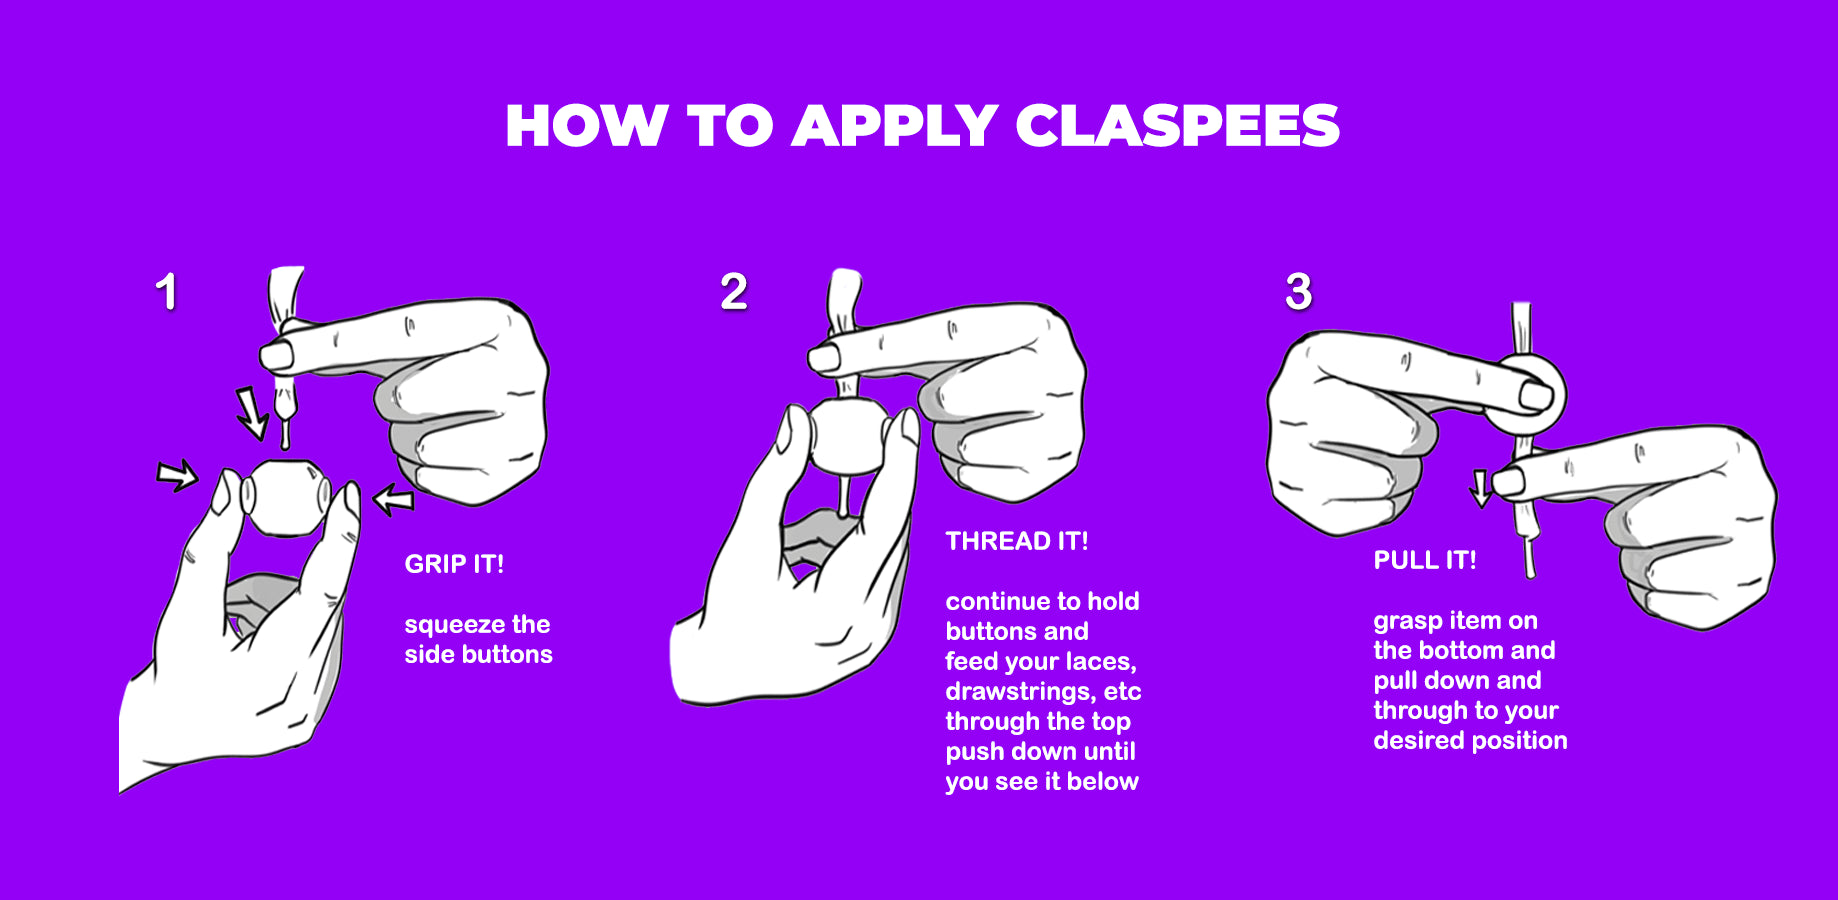 HOW TO APPLY CLASPEES
1
GRIP IT!
squeeze the
side buttons
2
THREAD IT!
continue to hold
buttons and
feed your laces,
drawstrings, etc
through the top
push down until
you see it below
3
PULL IT!
grasp item on
the bottom and
pull down and
through to your
desired position